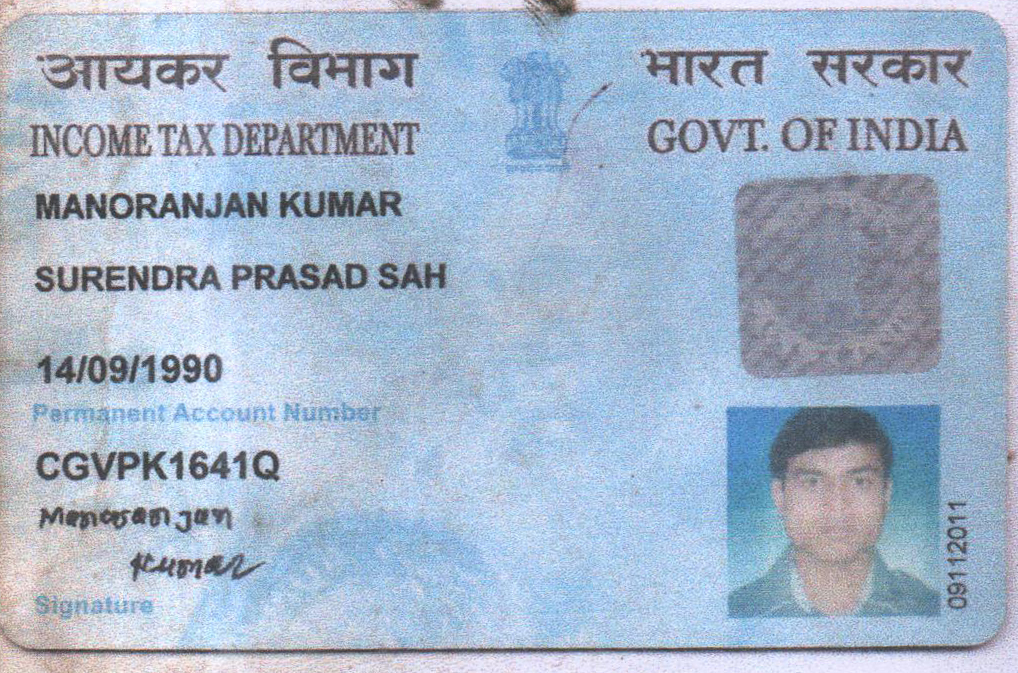 आयकर विभाग
भारत सरकार
INCOME TAX DEPARTMENT
GOVT. OF INDIA
MANORANJAN KUMAR
SURENDRA PRASAD SAH
14/09/1990
Permanent Account Number
CGVPK1641Q
Manoranjan
Kumar
Signature
09112011